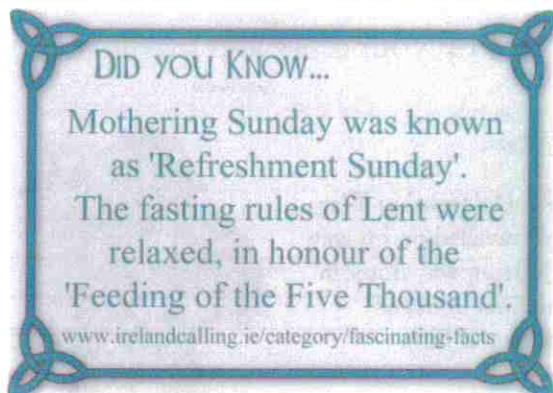 DID YOU KNOW...
Mothering Sunday was known
as 'Refreshment Sunday'.
The fasting rules of Lent were
relaxed, in honour of the
'Feeding of the Five Thousand'.
www.irelandcalling.ie/category/fascinating-facts